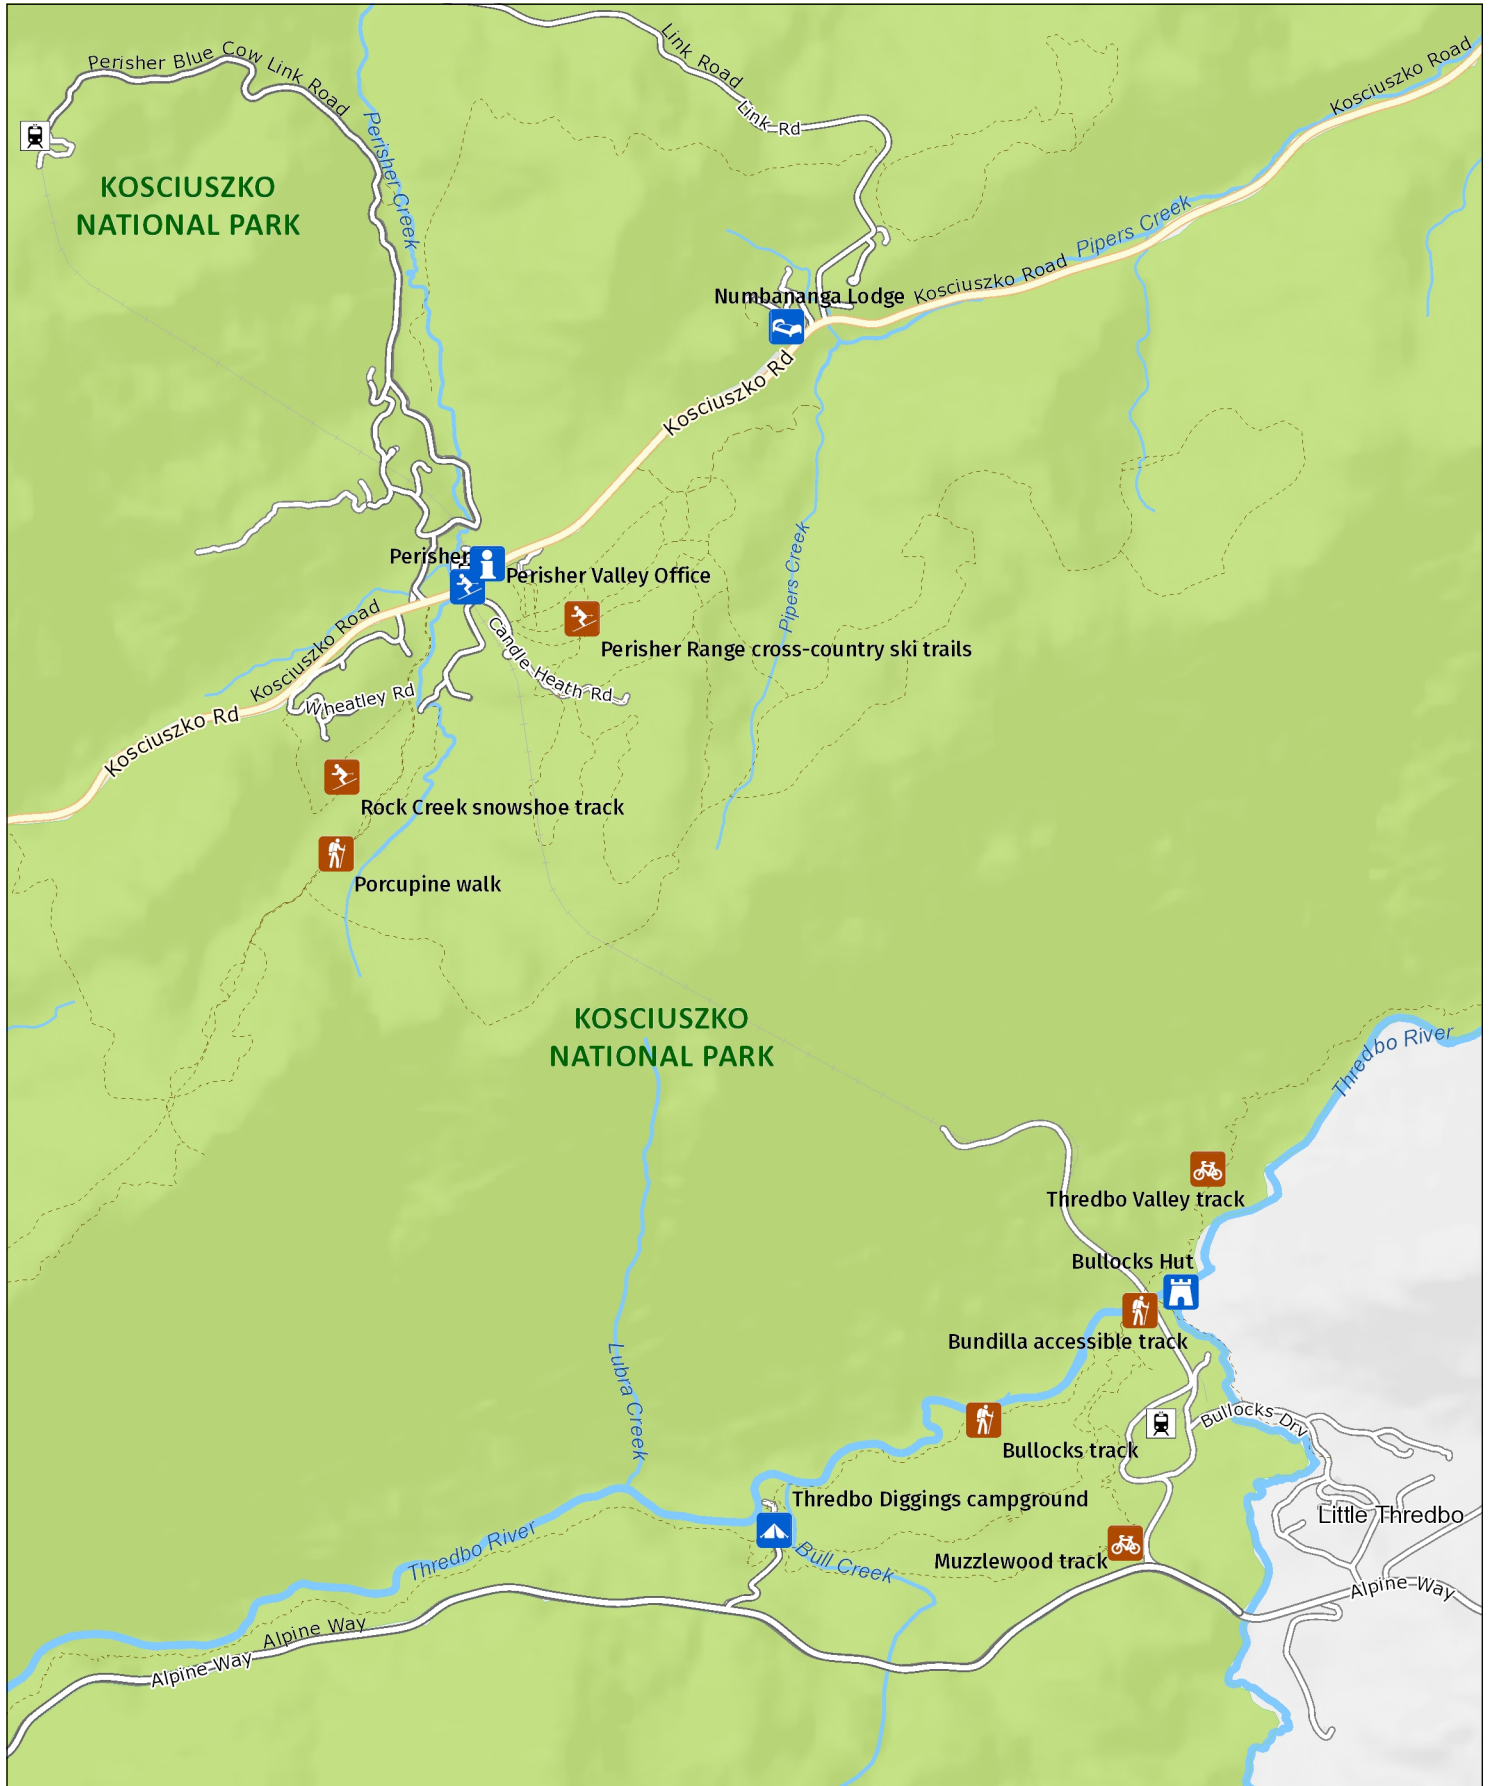 Perisher Blue Cow Link Road
Link Road
Link Rd
Kosciuszko Road
Perisher Creek
KOSCIUSZKO
NATIONAL PARK
Pipers Creek
Kosciuszko Road
Numbananga Lodge
Kosciuszko Rd
Pipers Creek
Perisher
Perisher Valley Office
Kosciuszko Road
Candle Heath Rd
Perisher Range cross-country ski trails
Wheatley Rd
Kosciuszko Rd
Rock Creek snowshoe track
Porcupine walk
KOSCIUSZKO
NATIONAL PARK
Thredbo River
Thredbo Valley track
Bullocks Hut
Bundilla accessible track
Lubra Creek
Bullocks Drv
Bullocks track
Thredbo Diggings campground
Little Thredbo
Thredbo River
Bull Creek
Muzzlewood track
Alpine Way
Alpine Way
Alpine Way